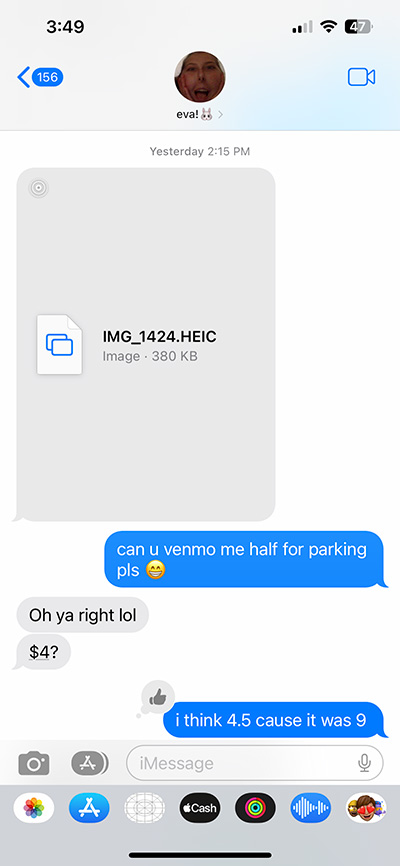 3:49
47
156
eva!🐰
Yesterday 2:15 PM
IMG_1424.HEIC
Image · 380 KB
can u venmo me half for parking
pls 😁
Oh ya right lol
$4?
i think 4.5 cause it was 9
iMessage
Cash